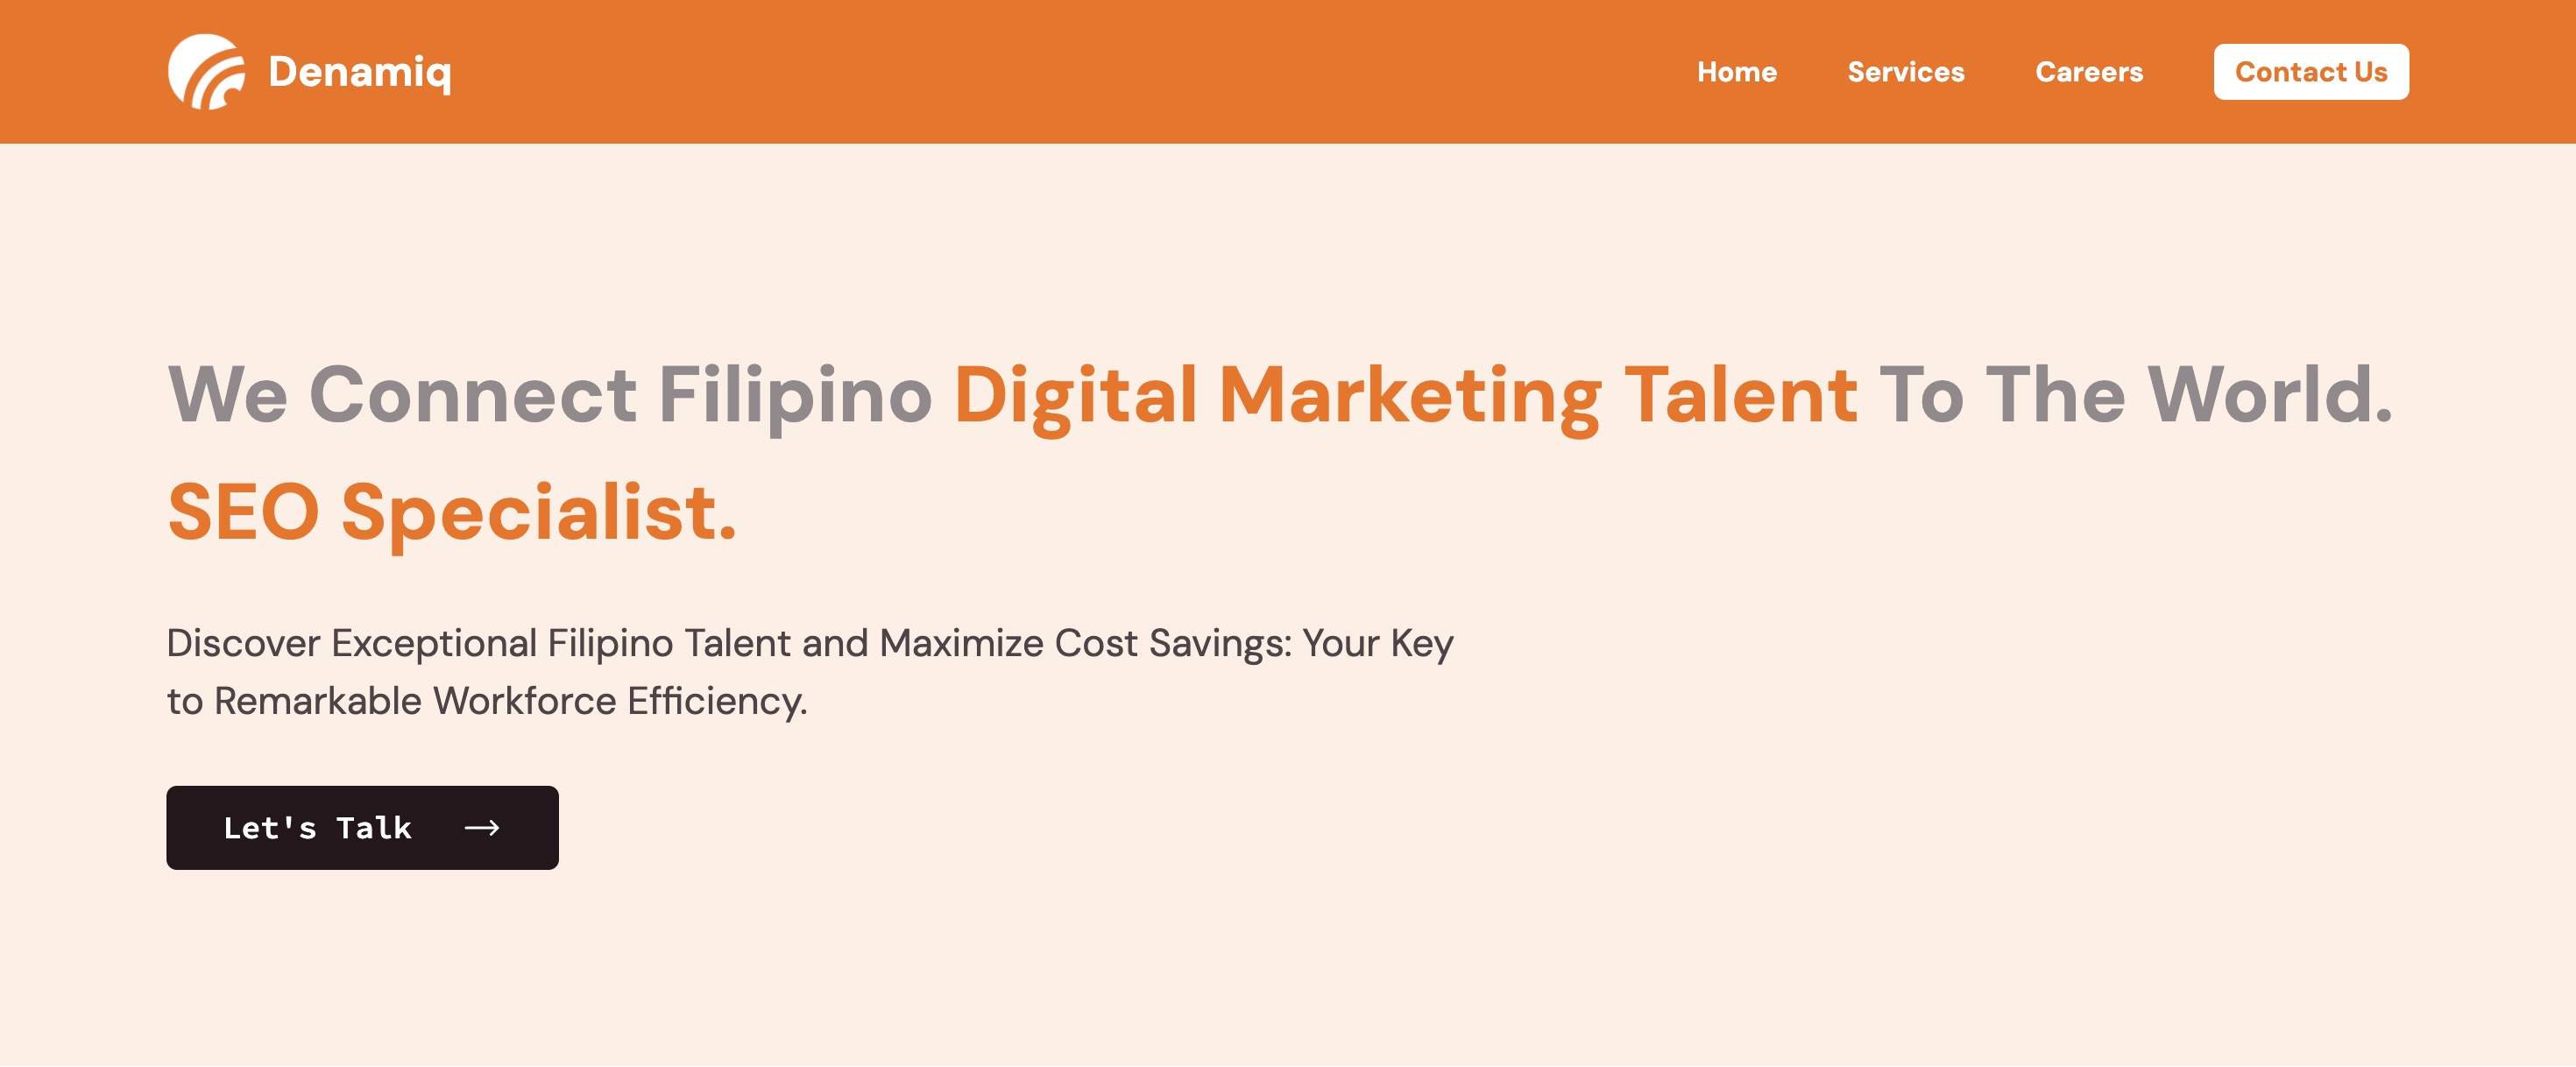 Denamiq
Home Services Careers Contact Us
We Connect Filipino Digital Marketing Talent To The World.
SEO Specialist.
Discover Exceptional Filipino Talent and Maximize Cost Savings: Your Key
to Remarkable Workforce Efficiency.
Let's Talk →